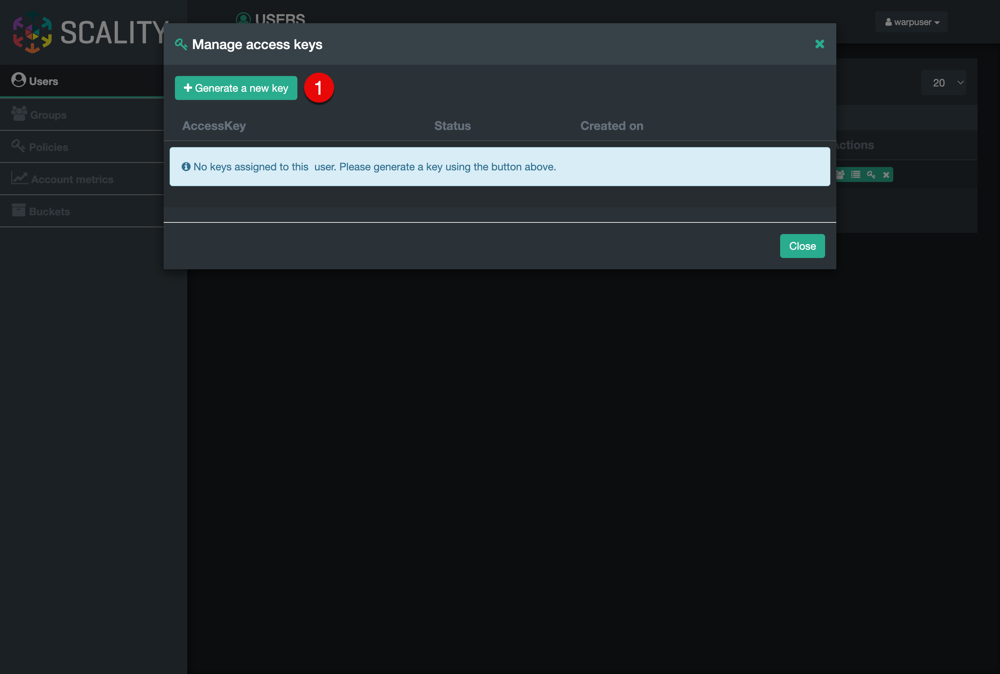 SCALITY
USERS
warpuser
Manage access keys
Users
Generate a new key
1
20
Groups
AccessKey Status Created on
Policies
Actions
No keys assigned to this  user. Please generate a key using the button above.
Account metrics
Buckets
Close